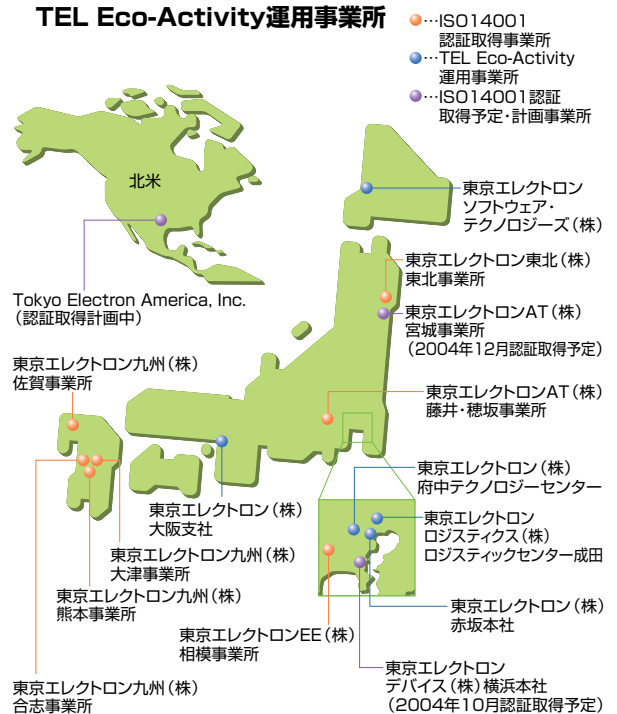 TEL Eco-Activity運用事業所
…ISO14001
認証取得事業所
…TEL Eco-Activity
運用事業所
…ISO14001認証
取得予定・計画事業所
北米
Tokyo Electron America, Inc.
（認証取得計画中）
東京エレクトロン
ソフトウェア・
テクノロジーズ（株）
東京エレクトロン東北（株）
東北事業所
東京エレクトロンAT（株）
宮城事業所
（2004年12月認証取得予定）
東京エレクトロン九州（株）
佐賀事業所
東京エレクトロンAT（株）
藤井・穂坂事業所
東京エレクトロン（株）
府中テクノロジーセンター
東京エレクトロン（株）
大阪支社
東京エレクトロン
ロジスティクス（株）
ロジスティックセンター成田
東京エレクトロン九州（株）
大津事業所
東京エレクトロン九州（株）
熊本事業所
東京エレクトロン（株）
赤坂本社
東京エレクトロンEE（株）
相模事業所
東京エレクトロン
デバイス（株）横浜本社
（2004年10月認証取得予定）
東京エレクトロン九州（株）
合志事業所